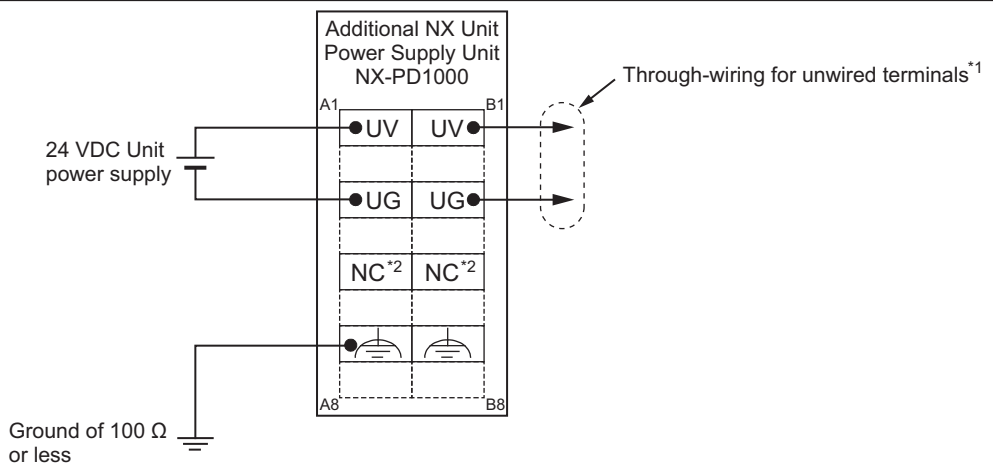 Additional NX Unit
Power Supply Unit
NX-PD1000
Through-wiring for unwired terminals*1
A1 B1
UV UV
24 VDC Unit
power supply
UG UG
NC*2 NC*2
A8 B8
Ground of 100 Ω
or less